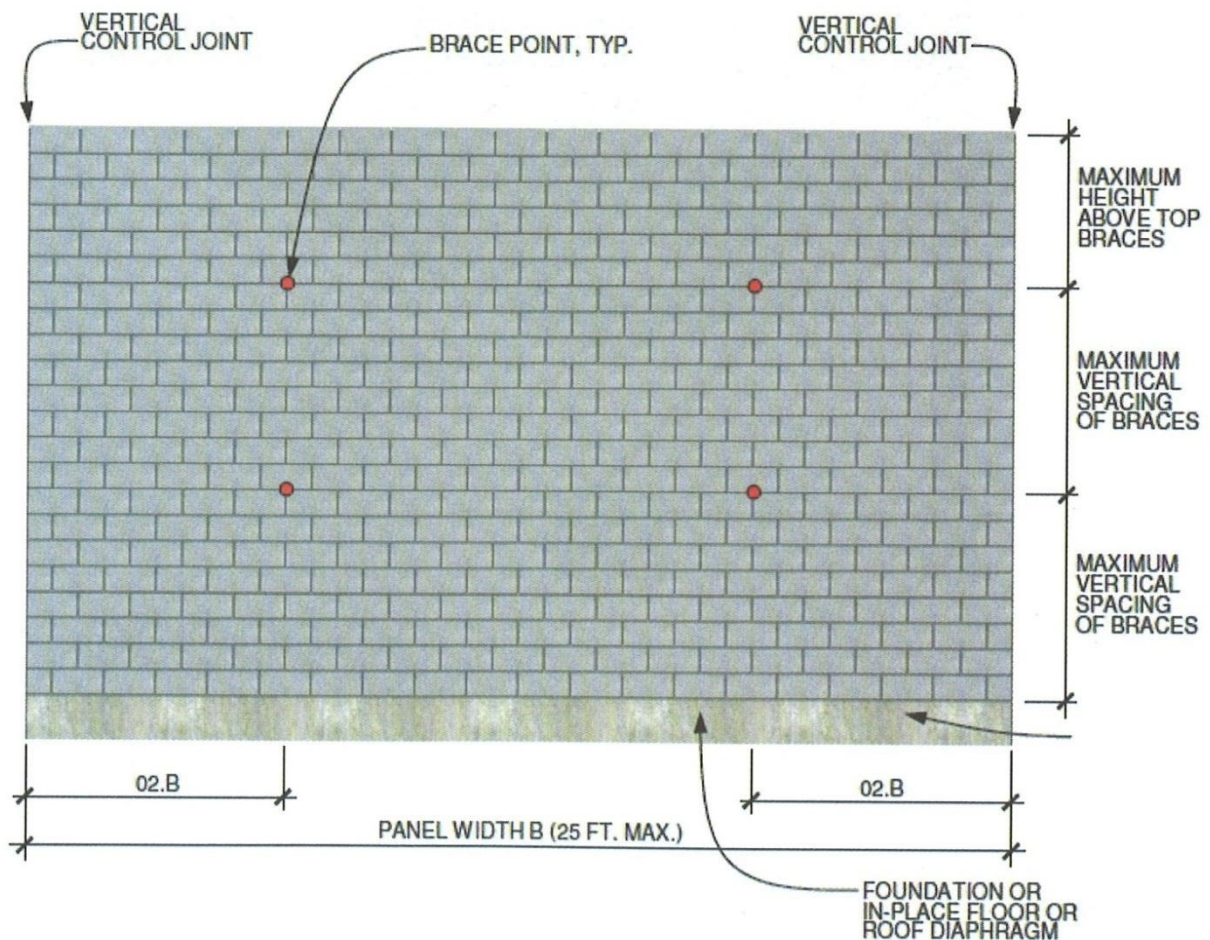 VERTICAL
CONTROL JOINT
BRACE POINT, TYP.
VERTICAL
CONTROL JOINT
MAXIMUM
HEIGHT
ABOVE TOP
BRACES
MAXIMUM
VERTICAL
SPACING
OF BRACES
MAXIMUM
VERTICAL
SPACING
OF BRACES
02.B
02.B
PANEL WIDTH B (25 FT. MAX.)
FOUNDATION OR
IN-PLACE FLOOR OR
ROOF DIAPHRAGM